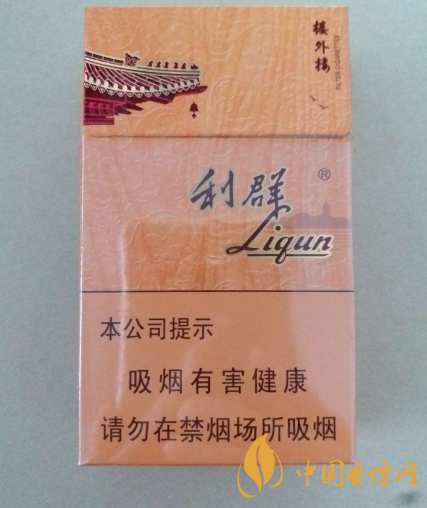 楼外楼
利群
®
Liqun
本公司提示
吸烟有害健康
请勿在禁烟场所吸烟
中国香烟网